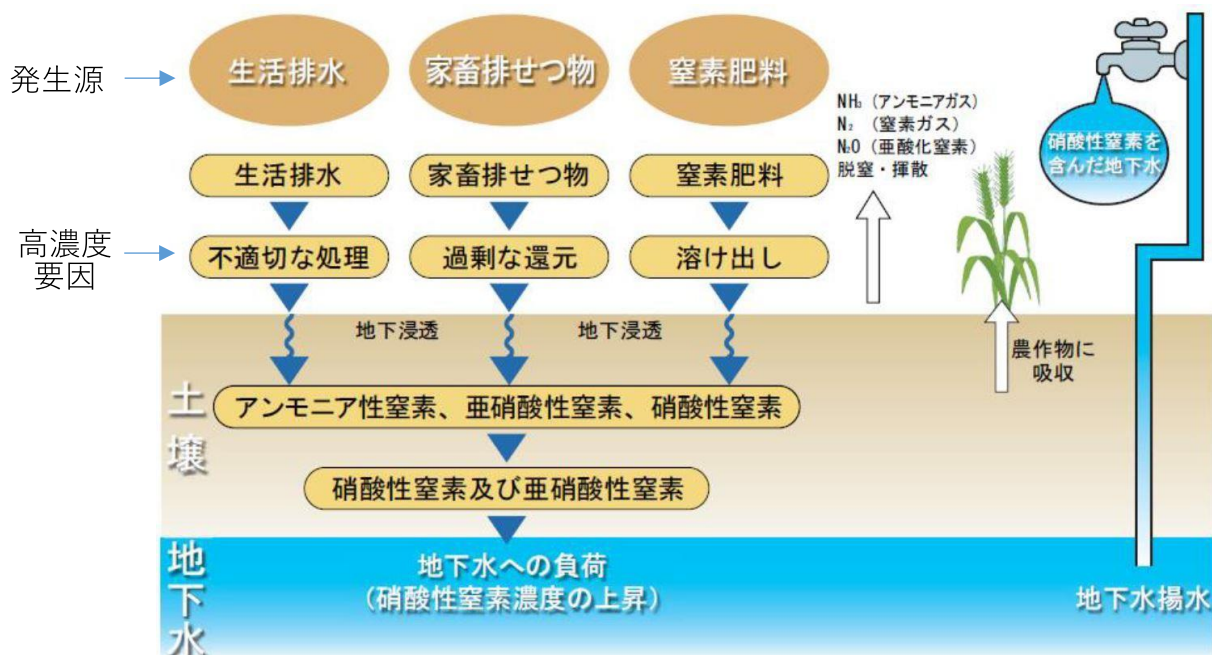 発生源
生活排水
家畜排せつ物
窒素肥料
生活排水
家畜排せつ物
窒素肥料
高濃度
要因
不適切な処理
過剰な還元
溶け出し
NH₃ (アンモニアガス)
N₂ (窒素ガス)
N₂O (亜酸化窒素)
脱窒・揮散
硝酸性窒素を
含んだ地下水
地下浸透
地下浸透
農作物に
吸収
土壌
アンモニア性窒素、亜硝酸性窒素、硝酸性窒素
硝酸性窒素及び亜硝酸性窒素
地下水
地下水への負荷
(硝酸性窒素濃度の上昇)
地下水揚水